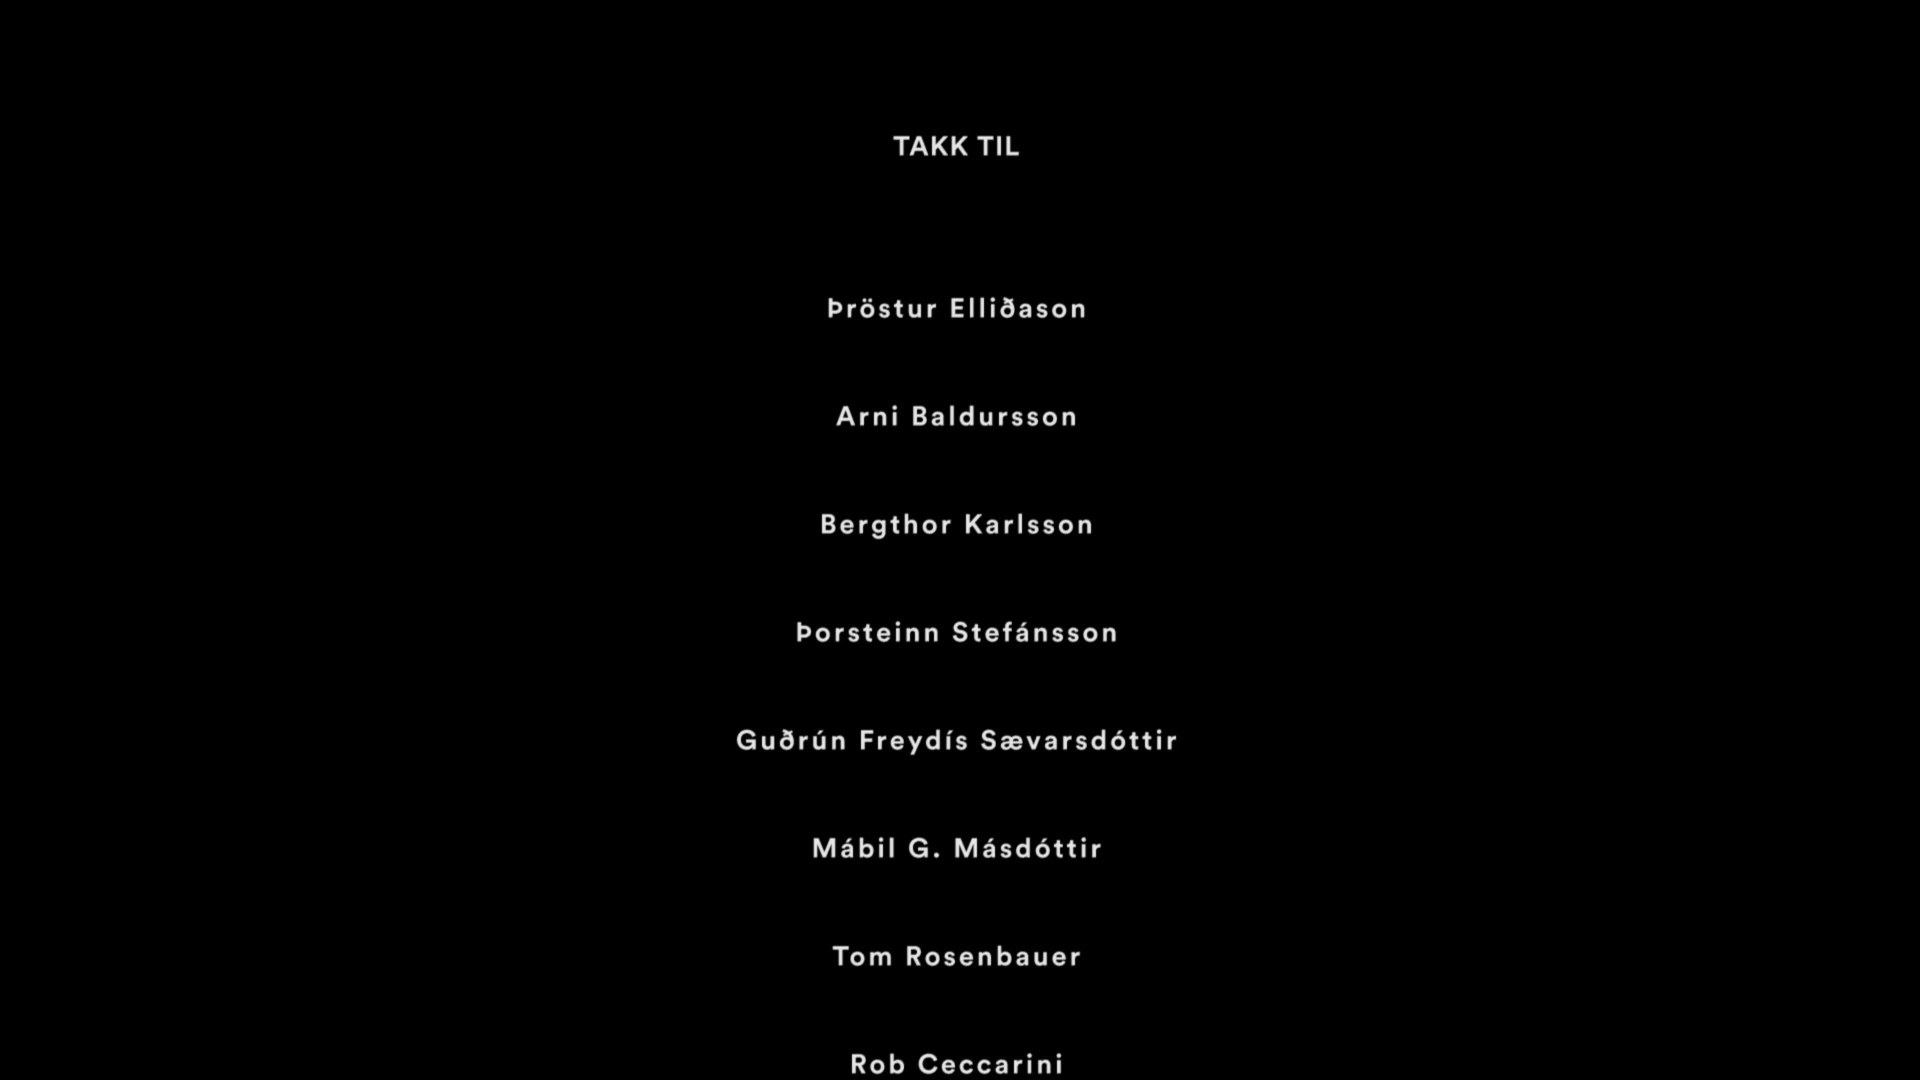 TAKK TIL
Þröstur Elliðason
Arni Baldursson
Bergthor Karlsson
Þorsteinn Stefánsson
Guðrún Freydís Sævarsdóttir
Mábil G. Másdóttir
Tom Rosenbauer
Rob Ceccarini